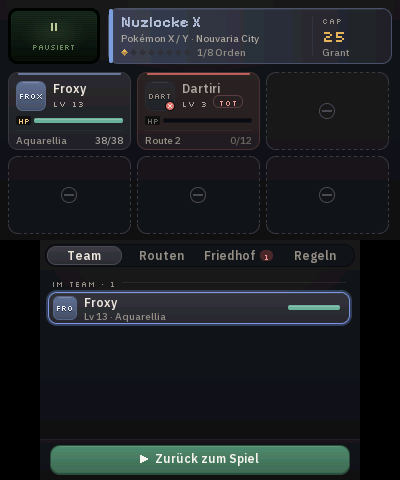 PAUSIERT
Nuzlocke X
Pokémon X / Y · Nouvaria City
1/8 Orden
CAP
25
Grant
FROX
Froxy
LV 13
HP
Aquarellia
38/38
DART
Dartiri
LV 3
TOT
HP
Route 2
0/12
Team
Routen
Friedhof 1
Regeln
IM TEAM · 1
FRO
Froxy
Lv 13 · Aquarellia
Zurück zum Spiel